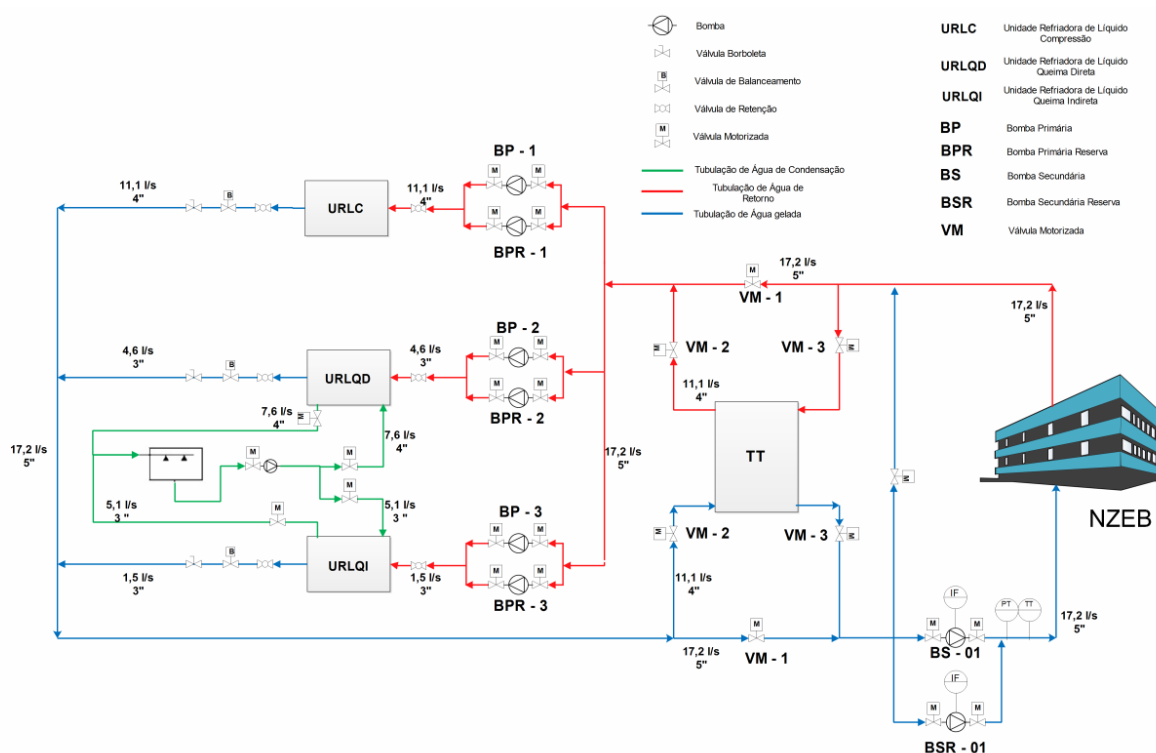 Bomba
Válvula Borboleta
B
Válvula de Balanceamento
Válvula de Retenção
M
Válvula Motorizada
Tubulação de Água de Condensação
Tubulação de Água de
Retorno
Tubulação de Água gelada
URLC Unidade Refriadora de Líquido
Compressão
URLQD Unidade Refriadora de Líquido
Queima Direta
URLQI Unidade Refriadora de Líquido
Queima Indireta
BP Bomba Primária
BPR Bomba Primária Reserva
BS Bomba Secundária
BSR Bomba Secundária Reserva
VM Válvula Motorizada
BP - 1
M M
11,1 l/s
4"
B
URLC
11,1 l/s
4"
M M
BPR - 1
M
17,2 l/s
5"
VM - 1
17,2 l/s
5"
BP - 2
M M
4,6 l/s
3"
B
URLQD
4,6 l/s
3"
M M
BPR - 2
M
VM - 2
VM - 3
M
11,1 l/s
4"
7,6 l/s
4"
M
7,6 l/s
4"
17,2 l/s
5"
M
M
M
17,2 l/s
5"
TT
M
5,1 l/s
3 "
M
5,1 l/s
3 "
NZEB
BP - 3
M M
1,5 l/s
3"
B
URLQI
1,5 l/s
3"
M M
BPR - 3
M
VM - 2
VM - 3
M
11,1 l/s
4"
17,2 l/s
5"
M
VM - 1
IF
M M
BS - 01
PT TT
17,2 l/s
5"
IF
M M
BSR - 01